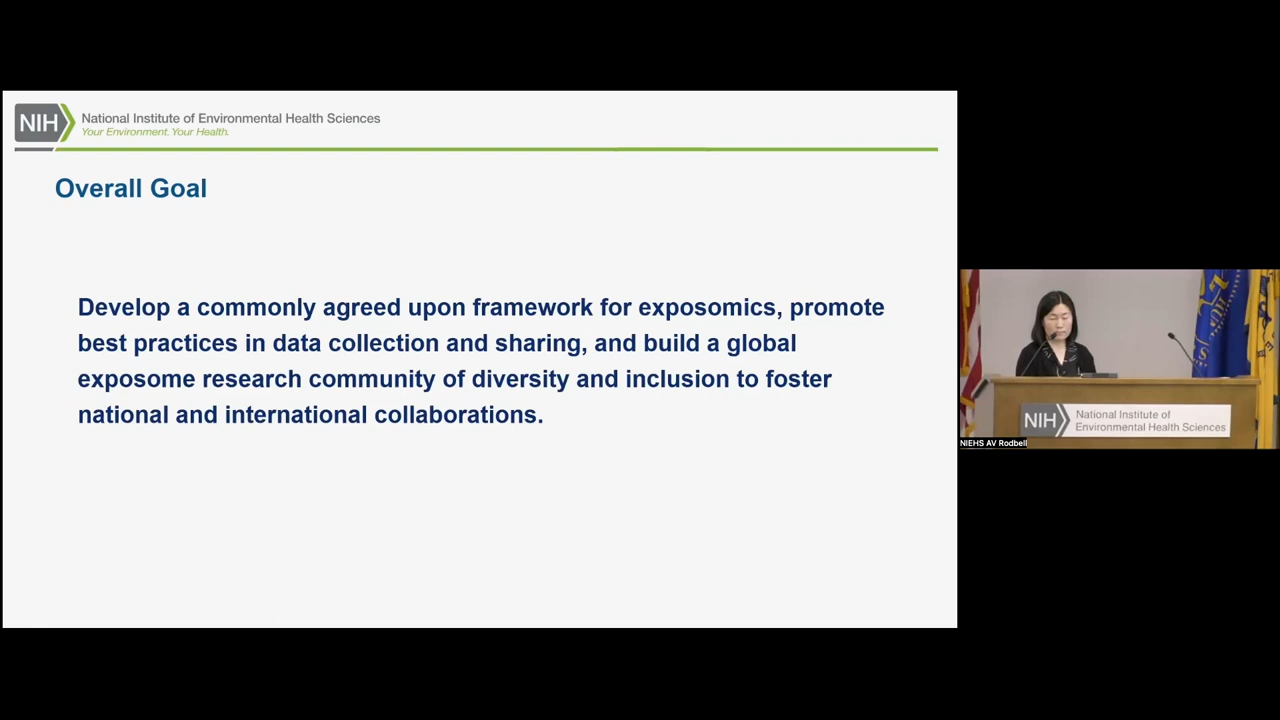 NIH
National Institute of Environmental Health Sciences
Your Environment. Your Health.
Overall Goal
Develop a commonly agreed upon framework for exposomics, promote
best practices in data collection and sharing, and build a global
exposome research community of diversity and inclusion to foster
national and international collaborations.
NIH
National Institute of
Environmental Health Sciences
NIEHS AV Rodbell